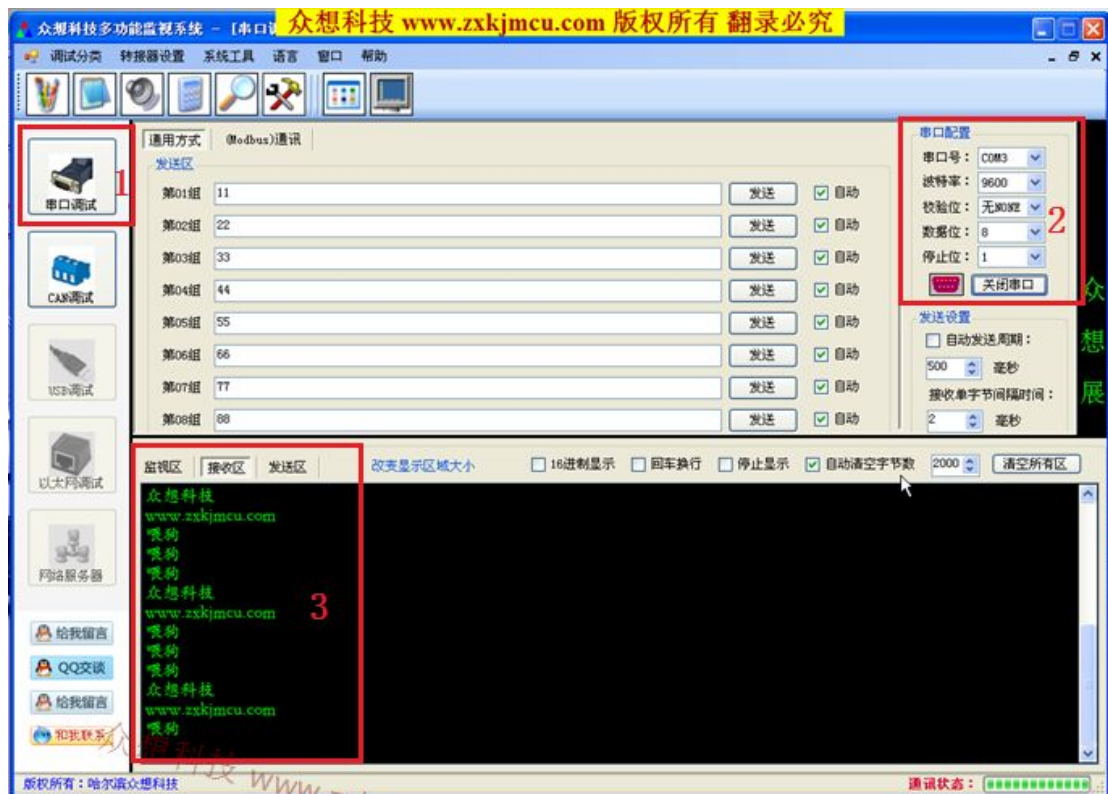 众想科技多功能监视系统 - [串口调
众想科技 www.zxkjmcu.com 版权所有 翻录必究
调试分类 转接器设置 系统工具 语言 窗口 帮助
通用方式 (Modbus)通讯
发送区
第01组 11 发送 自动
第02组 22 发送 自动
第03组 33 发送 自动
第04组 44 发送 自动
第05组 55 发送 自动
第06组 66 发送 自动
第07组 77 发送 自动
第08组 88 发送 自动
串口调试
1
CAN调试
USB调试
以太网调试
网络服务器
给我留言
QQ交谈
给我留言
和我联系
串口配置
串口号: COM3
波特率: 9600
校验位: 无NONE
2
数据位: 8
停止位: 1
关闭串口
发送设置
自动发送周期:
500 毫秒
接收单字节间隔时间:
2 毫秒
众
想
展
监视区 接收区 发送区 改变显示区域大小 16进制显示 回车换行 停止显示 自动清空字节数 2000 清空所有区
众想科技
www.zxkjmcu.com
喂狗
喂狗
喂狗
众想科技
www.zxkjmcu.com
喂狗
喂狗
喂狗
众想科技
www.zxkjmcu.com
喂狗
3
众想科技 www.zx
版权所有:哈尔滨众想科技
通讯状态: